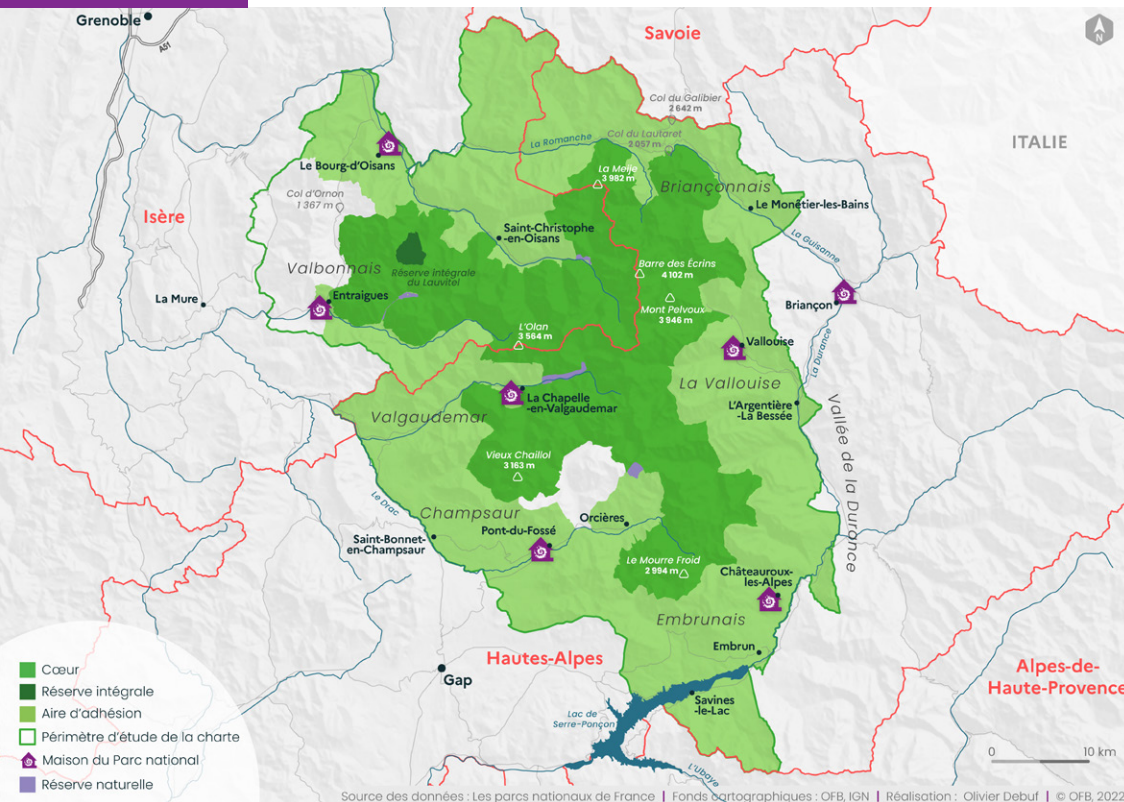 Grenoble
A51
Savoie
N
Col du Galibier
2 642 m
Col du Lautaret
2 057 m
La Romanche
ITALIE
Le Bourg-d'Oisans
La Meije
3 982 m
Briançonnais
Col d'Ornon
1 367 m
Le Monêtier-les-Bains
Isère
Saint-Christophe
-en-Oisans
La Guisanne
Valbonnais
Réserve intégrale
du Lauvitel
Barre des Écrins
4 102 m
La Mure
Entraigues
Mont Pelvoux
3 946 m
Briançon
L'Olan
3 564 m
Vallouise
La Durance
La Vallouise
La Chapelle
-en-Valgaudemar
Valgaudemar
L'Argentière
-La Bessée
Vallée de la Durance
Vieux Chaillol
3 163 m
Le Drac
Champsaur
Orcières
Pont-du-Fossé
Saint-Bonnet-
en-Champsaur
Le Mourre Froid
2 994 m
Châteauroux-
les-Alpes
Embrunais
Embrun
Hautes-Alpes
Gap
Alpes-de-
Haute-Provence
Savines
-le-Lac
Lac de
Serre-Ponçon
L'Ubaye
0 10 km
Cœur
Réserve intégrale
Aire d'adhésion
Périmètre d'étude de la charte
Maison du Parc national
Réserve naturelle
Source des données : Les parcs nationaux de France | Fonds cartographiques : OFB, IGN | Réalisation : Olivier Debuf | © OFB, 2022